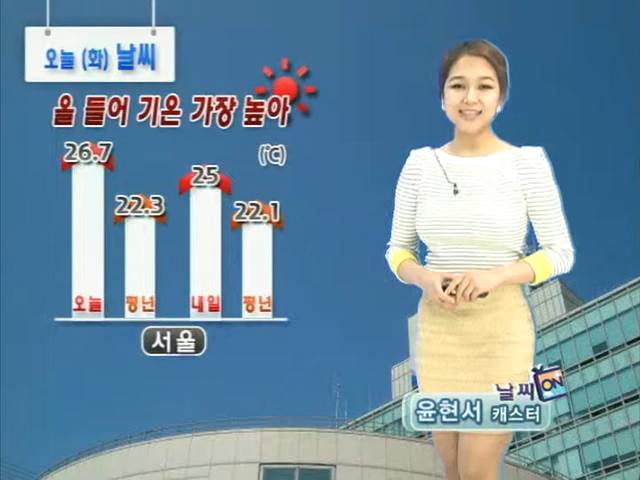 오늘 (화) 날씨
올 들어 기온 가장 높아
(℃)
26.7
22.3
25
22.1
오늘
평년
내일
평년
서울
날씨 ON
윤현서 캐스터